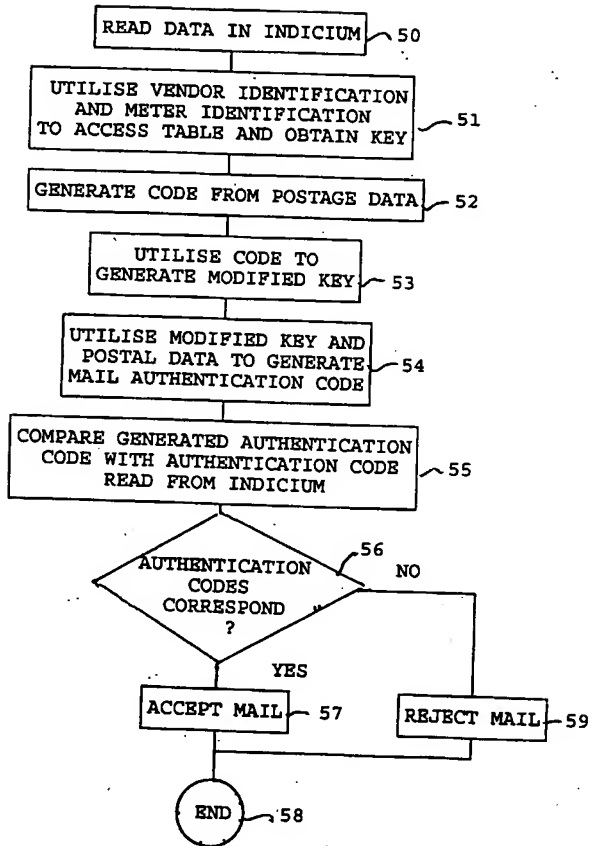 READ DATA IN INDICIUM
50
UTILISE VENDOR IDENTIFICATION
AND METER IDENTIFICATION
TO ACCESS TABLE AND OBTAIN KEY
51
GENERATE CODE FROM POSTAGE DATA
52
UTILISE CODE TO
GENERATE MODIFIED KEY
53
UTILISE MODIFIED KEY AND
POSTAL DATA TO GENERATE
MAIL AUTHENTICATION CODE
54
COMPARE GENERATED AUTHENTICATION
CODE WITH AUTHENTICATION CODE
READ FROM INDICIUM
55
56
AUTHENTICATION
CODES
CORRESPOND
?
NO
YES
ACCEPT MAIL
57
REJECT MAIL
59
END
58